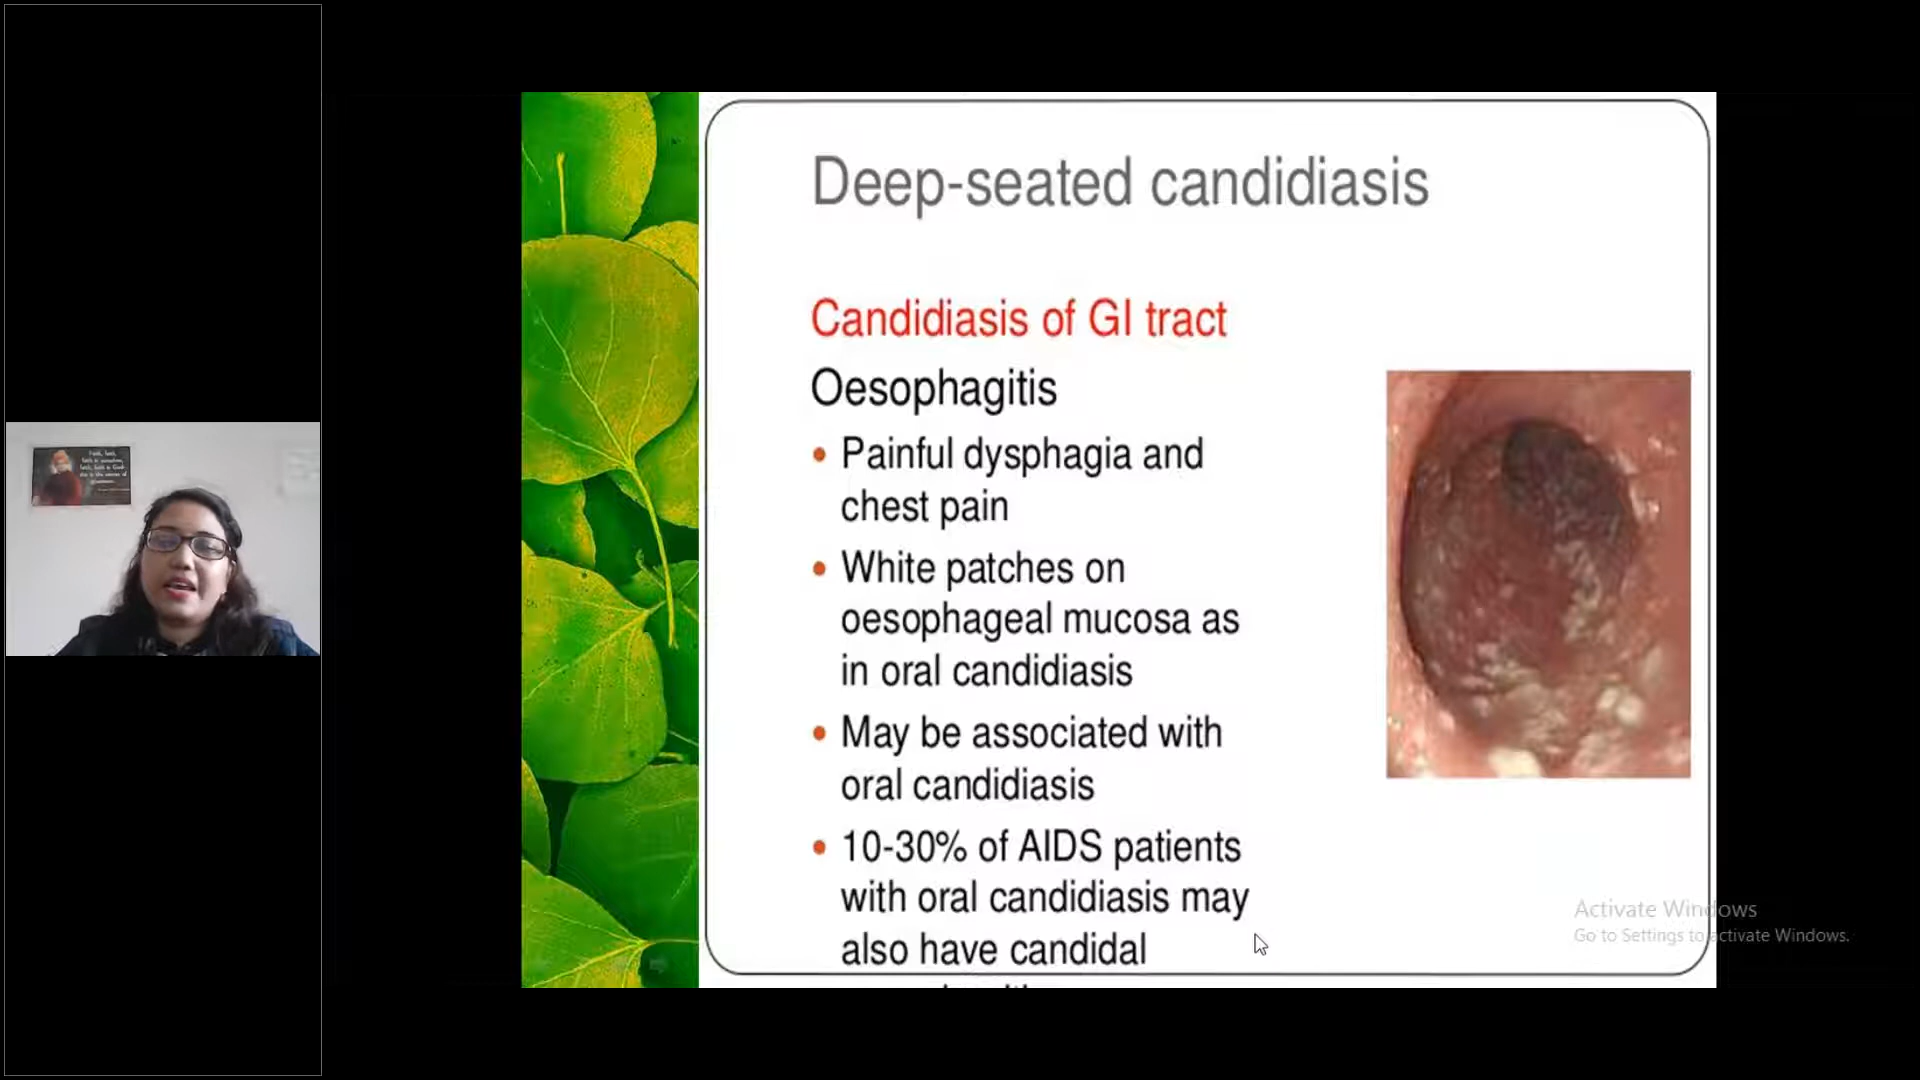 Deep-seated candidiasis
Candidiasis of GI tract
Oesophagitis
• Painful dysphagia and
chest pain
• White patches on
oesophageal mucosa as
in oral candidiasis
• May be associated with
oral candidiasis
• 10-30% of AIDS patients
with oral candidiasis may
also have candidal
Activate Windows
Go to Settings to activate Windows.